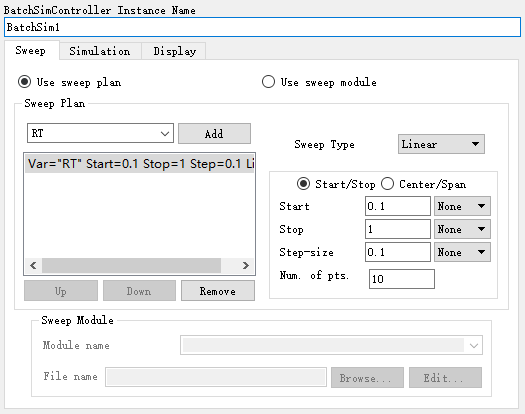 BatchSimController Instance Name
BatchSim1
Sweep Simulation Display
Use sweep plan Use sweep module
Sweep Plan
RT Add
Sweep Type Linear
Var="RT" Start=0.1 Stop=1 Step=0.1 Li
Start/Stop Center/Span
Start 0.1 None
Stop 1 None
Step-size 0.1 None
Num. of pts. 10
Up Down Remove
Sweep Module
Module name
File name Browse... Edit...